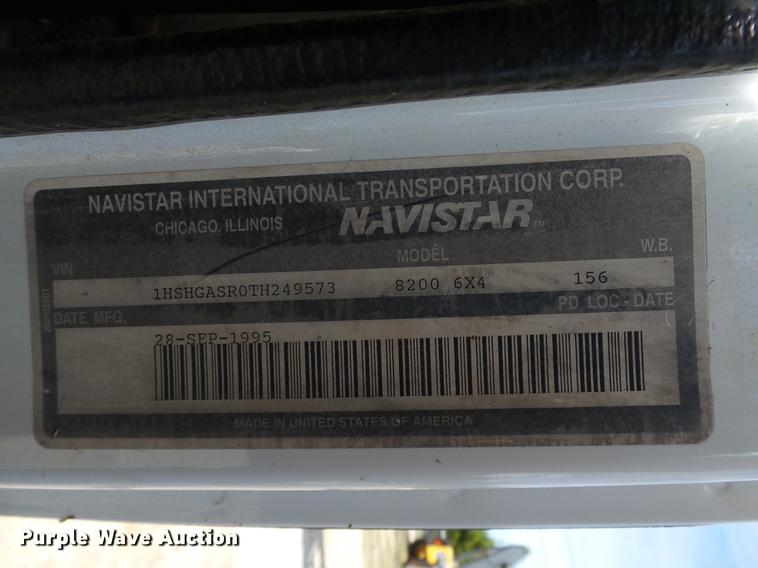 NAVISTAR INTERNATIONAL TRANSPORTATION CORP.
CHICAGO, ILLINOIS NAVISTAR™
VIN MODEL W.B.
1HSHGASR0TH249573 8200 6X4 156
DATE MFG. PD LOC - DATE
28-SEP-1995
MADE IN UNITED STATES OF AMERICA
Purple Wave Auction